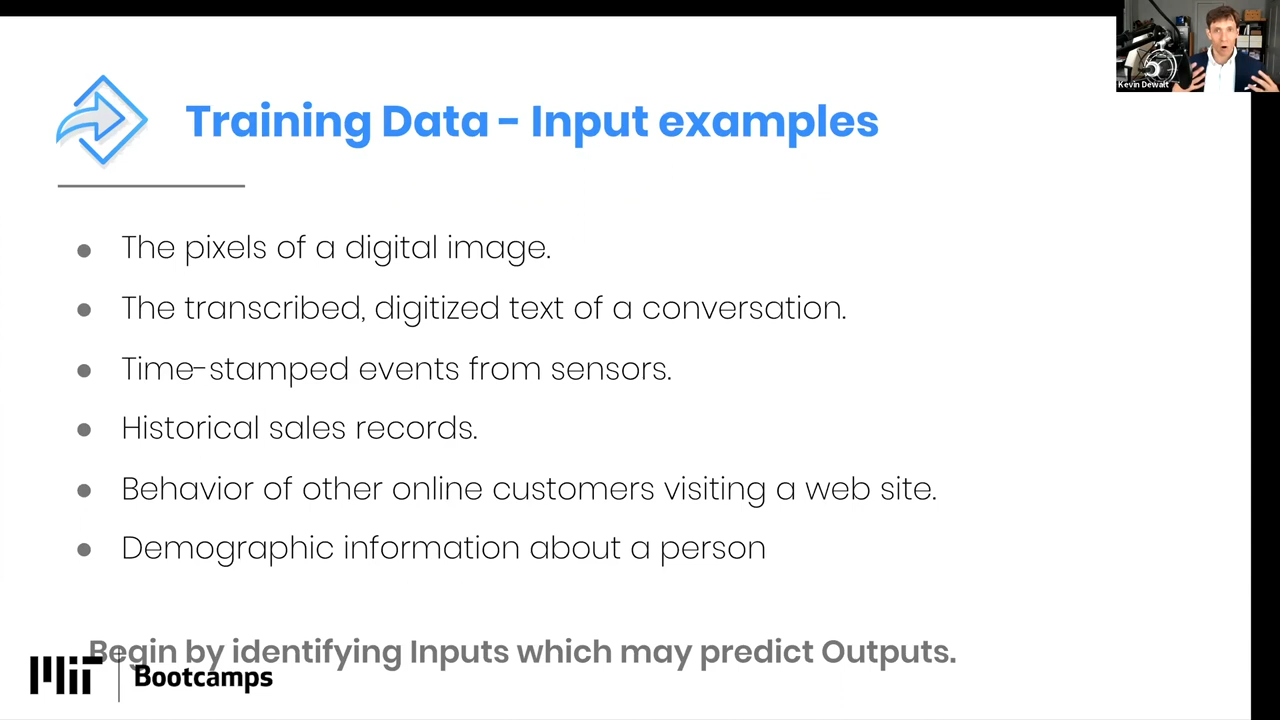 Kevin Dewalt
Training Data - Input examples
The pixels of a digital image.
The transcribed, digitized text of a conversation.
Time-stamped events from sensors.
Historical sales records.
Behavior of other online customers visiting a web site.
Demographic information about a person
Begin by identifying Inputs which may predict Outputs.
MIT Bootcamps